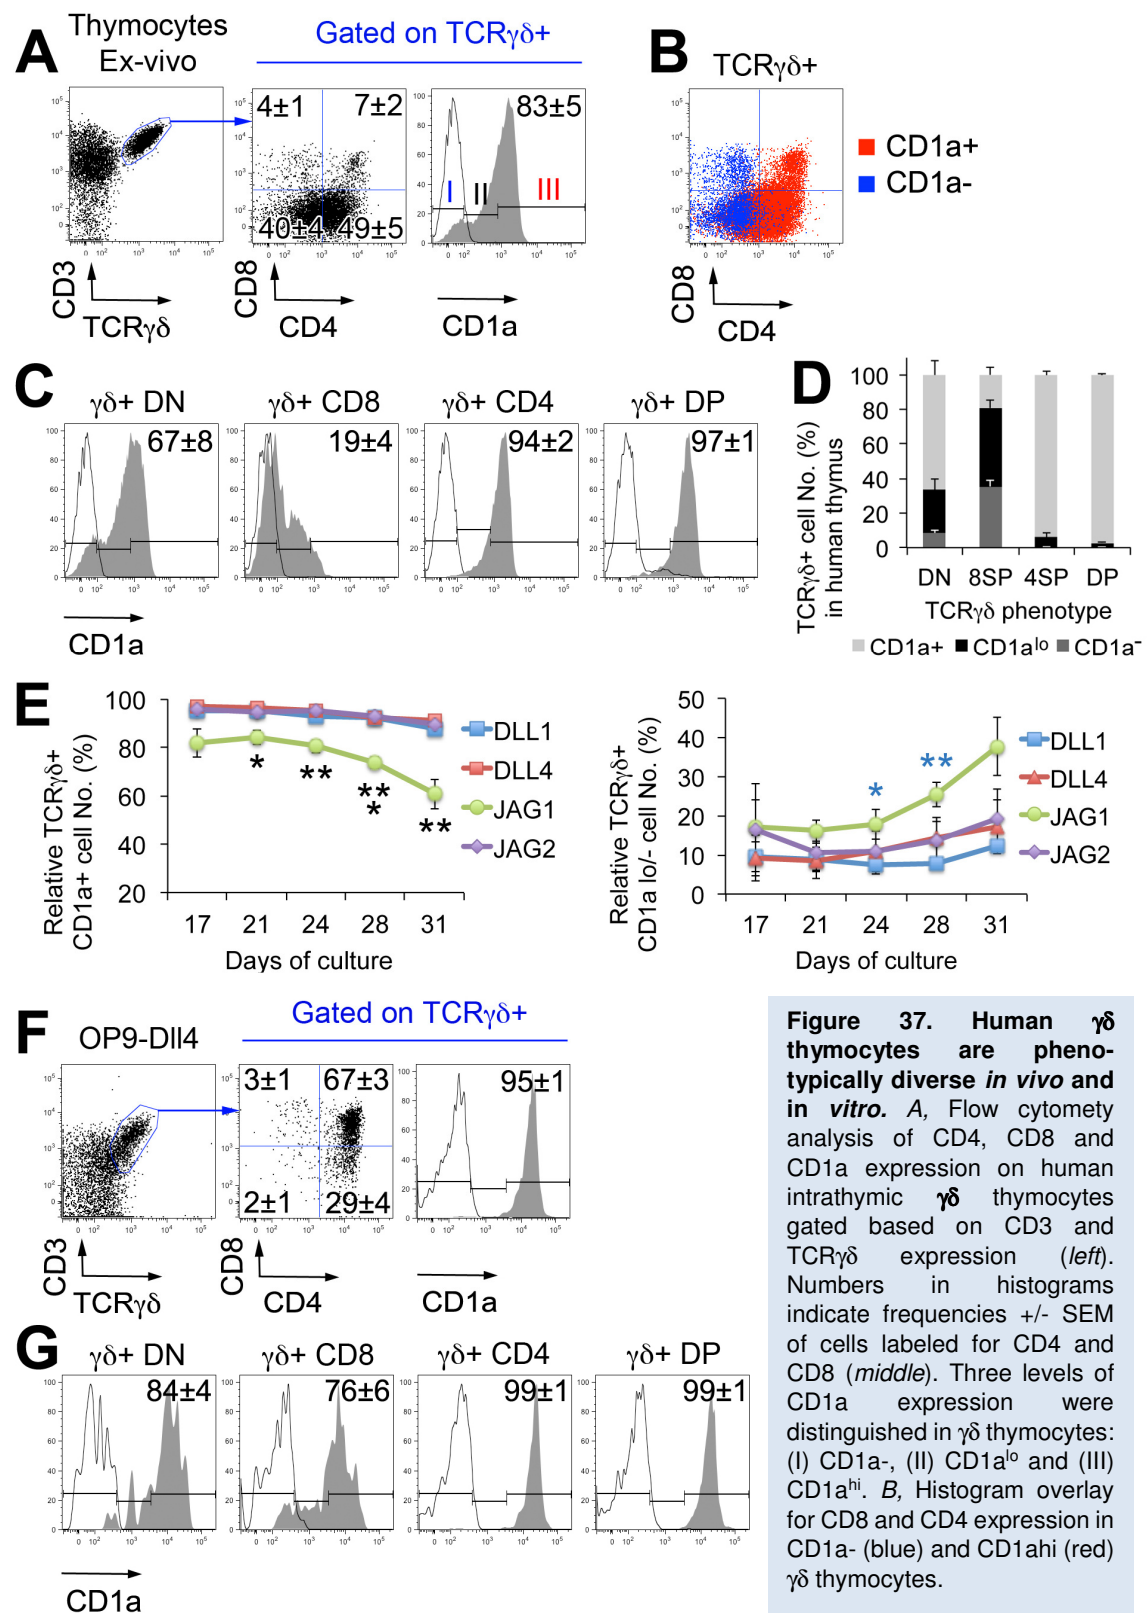 A
Thymocytes
Ex-vivo
Gated on TCRγδ+
4±1
7±2
40±4
49±5
83±5
I
II
III
CD3
TCRγδ
CD8
CD4
CD1a
B
TCRγδ+
CD1a+
CD1a-
CD8
CD4
C
γδ+ DN
γδ+ CD8
γδ+ CD4
γδ+ DP
67±8
19±4
94±2
97±1
CD1a
D
TCRγδ+ cell No. (%)
in human thymus
100
80
60
40
20
0
DN 8SP 4SP DP
TCRγδ phenotype
CD1a+ CD1aˡᵒ CD1a⁻
E
Relative TCRγδ+
CD1a+ cell No. (%)
100
80
60
40
20
17 21 24 28 31
Days of culture
*
**
**
*
**
DLL1
DLL4
JAG1
JAG2
Relative TCRγδ+
CD1a lo/- cell No. (%)
50
40
30
20
10
0
17 21 24 28 31
Days of culture
*
**
DLL1
DLL4
JAG1
JAG2
F
OP9-Dll4
Gated on TCRγδ+
3±1
67±3
2±1
29±4
95±1
CD3
TCRγδ
CD8
CD4
CD1a
G
γδ+ DN
γδ+ CD8
γδ+ CD4
γδ+ DP
84±4
76±6
99±1
99±1
CD1a
Figure 37. Human γδ
thymocytes are pheno-
typically diverse in vivo and
in vitro. A, Flow cytomety
analysis of CD4, CD8 and
CD1a expression on human
intrathymic γδ thymocytes
gated based on CD3 and
TCRγδ expression (left).
Numbers in histograms
indicate frequencies +/- SEM
of cells labeled for CD4 and
CD8 (middle). Three levels of
CD1a expression were
distinguished in γδ thymocytes:
(I) CD1a-, (II) CD1aˡᵒ and (III)
CD1aʰⁱ. B, Histogram overlay
for CD8 and CD4 expression in
CD1a- (blue) and CD1ahi (red)
γδ thymocytes.